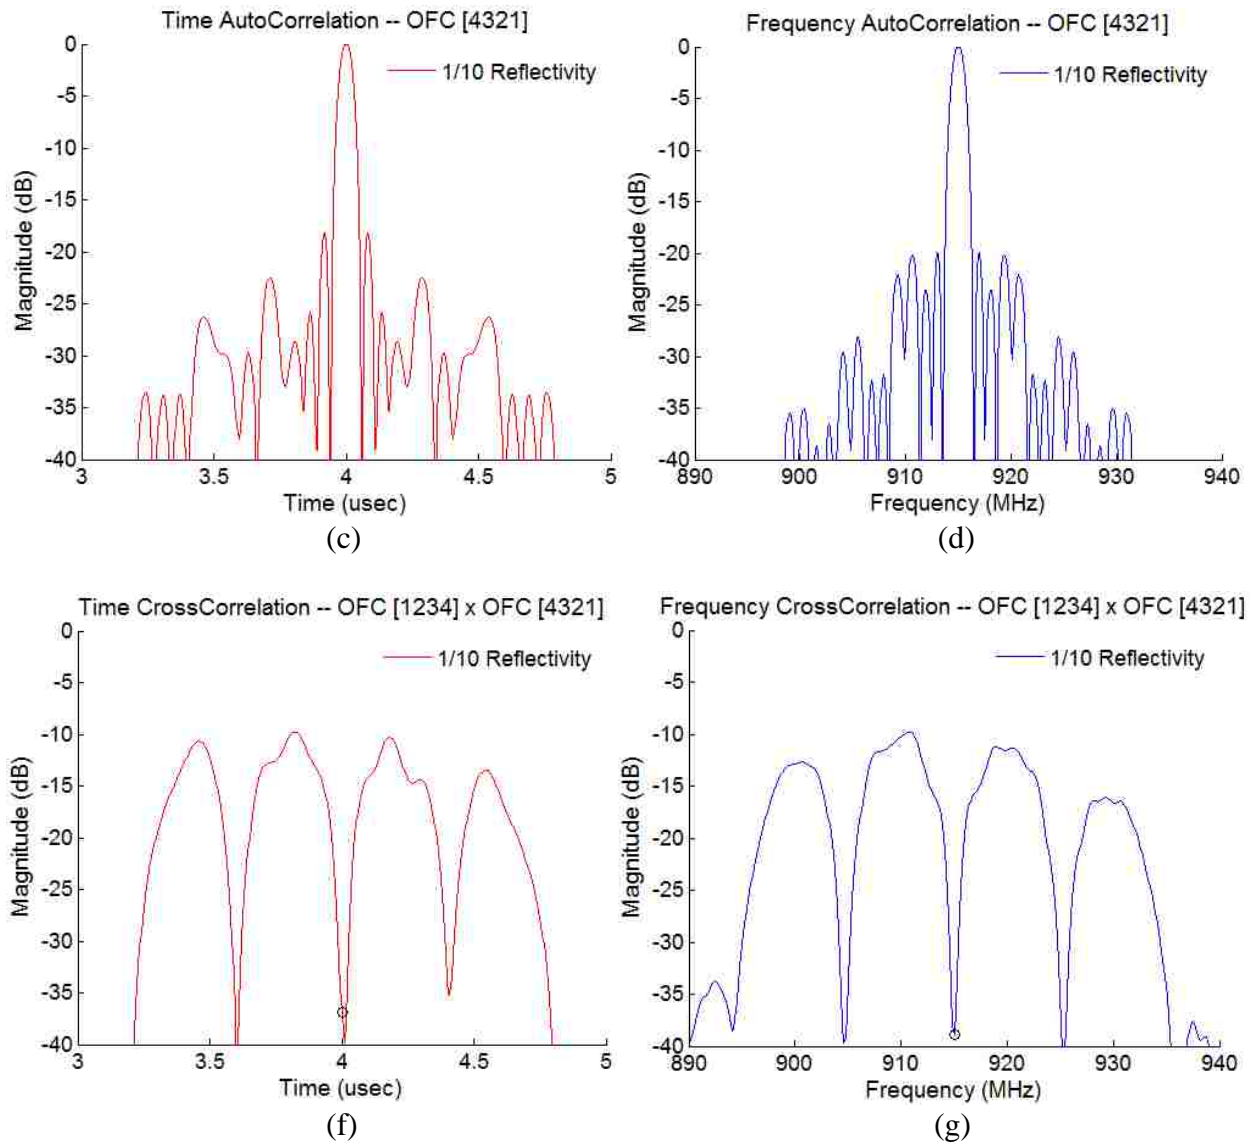 Time AutoCorrelation -- OFC [4321]
0
-5
-10
-15
-20
-25
-30
-35
-40
Magnitude (dB)
1/10 Reflectivity
3
3.5
4
4.5
5
Time (usec)
(c)
Frequency AutoCorrelation -- OFC [4321]
0
-5
-10
-15
-20
-25
-30
-35
-40
Magnitude (dB)
1/10 Reflectivity
890
900
910
920
930
940
Frequency (MHz)
(d)
Time CrossCorrelation -- OFC [1234] x OFC [4321]
0
-5
-10
-15
-20
-25
-30
-35
-40
Magnitude (dB)
1/10 Reflectivity
3
3.5
4
4.5
5
Time (usec)
(f)
Frequency CrossCorrelation -- OFC [1234] x OFC [4321]
0
-5
-10
-15
-20
-25
-30
-35
-40
Magnitude (dB)
1/10 Reflectivity
890
900
910
920
930
940
Frequency (MHz)
(g)